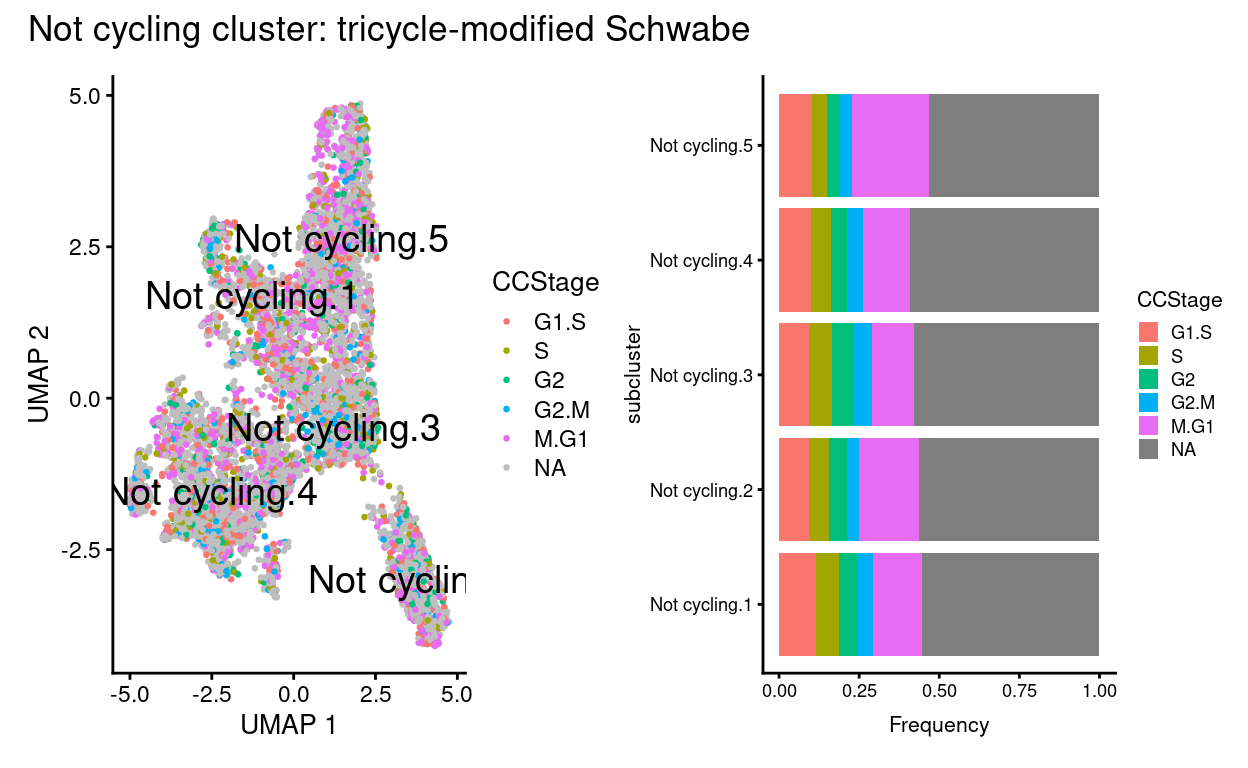 Not cycling cluster: tricycle-modified Schwabe
5.0
2.5
0.0
-2.5
UMAP 2
-5.0
-2.5
0.0
2.5
5.0
UMAP 1
Not cycling.5
Not cycling.1
Not cycling.3
Not cycling.4
Not cyclin
CCStage
G1.S
S
G2
G2.M
M.G1
NA
subcluster
Not cycling.5
Not cycling.4
Not cycling.3
Not cycling.2
Not cycling.1
0.00
0.25
0.50
0.75
1.00
Frequency
CCStage
G1.S
S
G2
G2.M
M.G1
NA